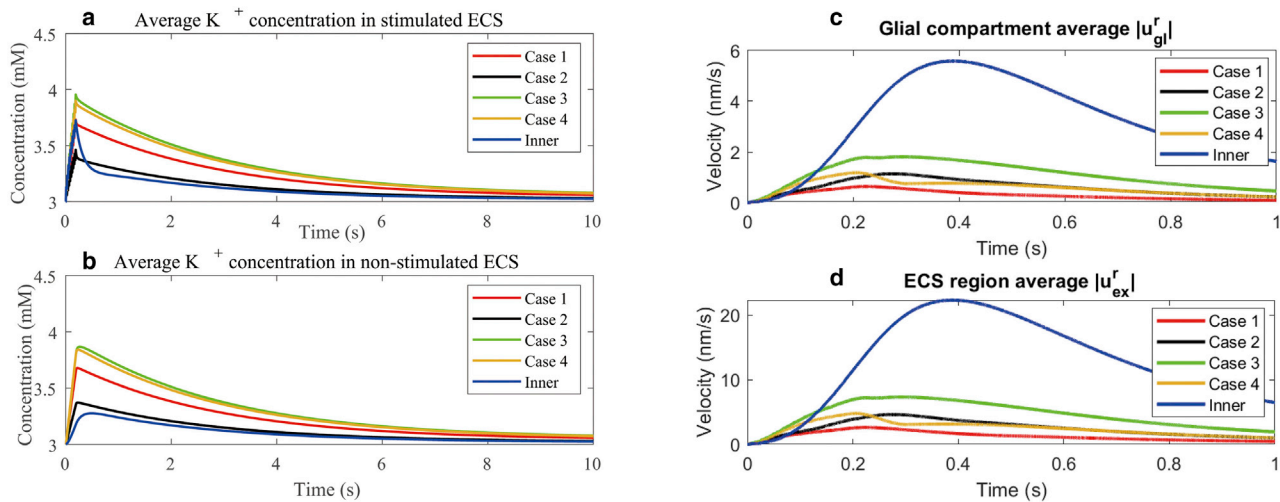 a Average K + concentration in stimulated ECS
Concentration (mM)
4.5
4
3.5
3
0 2 4 6 8 10
Time (s)
Case 1
Case 2
Case 3
Case 4
Inner
b Average K + concentration in non-stimulated ECS
Concentration (mM)
4.5
4
3.5
3
0 2 4 6 8 10
Time (s)
Case 1
Case 2
Case 3
Case 4
Inner
c Glial compartment average |u^r_gl|
Velocity (nm/s)
6
4
2
0
0 0.2 0.4 0.6 0.8 1
Time (s)
Case 1
Case 2
Case 3
Case 4
Inner
d ECS region average |u^r_ex|
Velocity (nm/s)
20
10
0
0 0.2 0.4 0.6 0.8 1
Time (s)
Case 1
Case 2
Case 3
Case 4
Inner